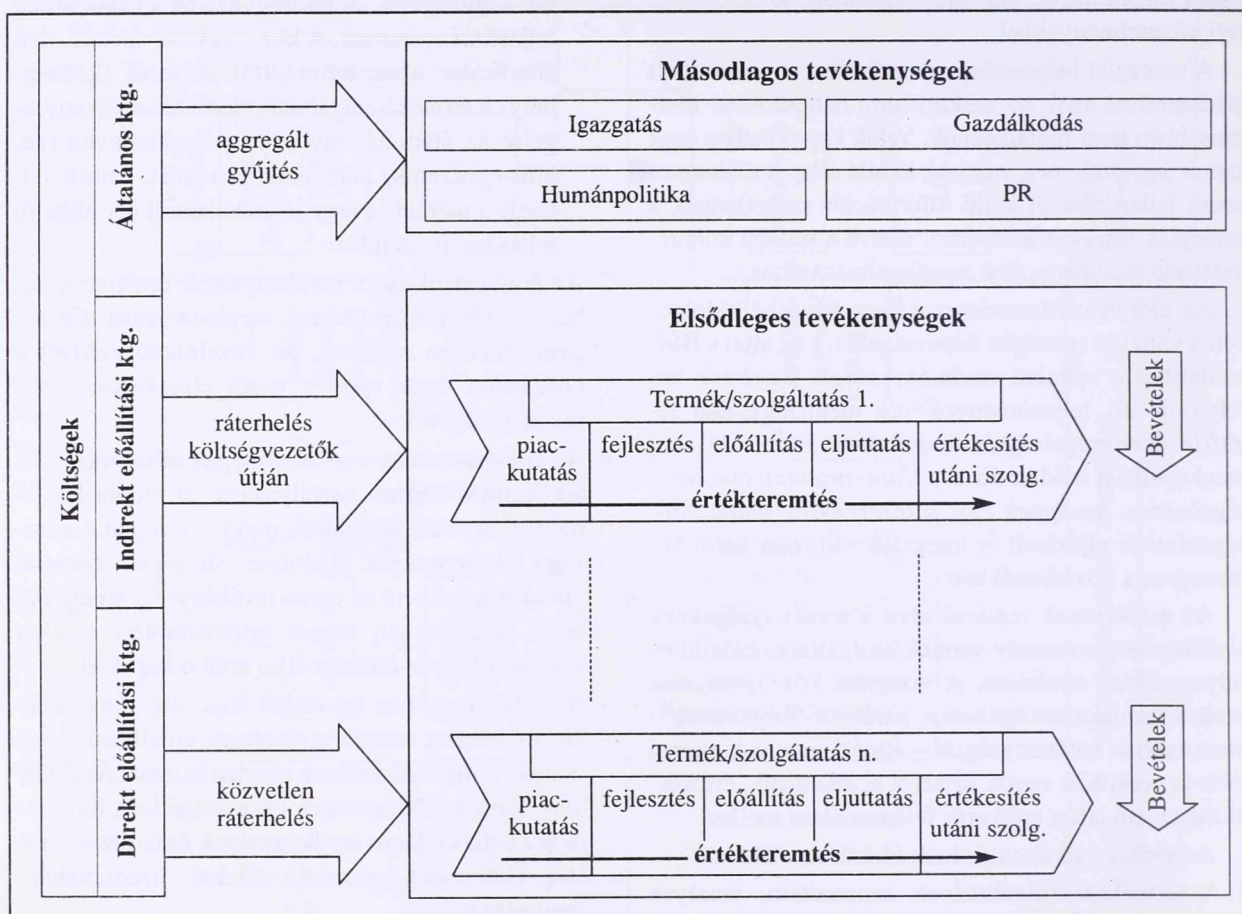 Költségek
Általános ktg.
aggregált
gyűjtés
Másodlagos tevékenységek
Igazgatás
Gazdálkodás
Humánpolitika
PR
Indirekt előállítási ktg.
ráterhelés
költségvezetők
útján
Elsődleges tevékenységek
Termék/szolgáltatás 1.
piac-
kutatás
fejlesztés
előállítás
eljuttatás
értékesítés
utáni szolg.
értékteremtés
Bevételek
Direkt előállítási ktg.
közvetlen
ráterhelés
Termék/szolgáltatás n.
piac-
kutatás
fejlesztés
előállítás
eljuttatás
értékesítés
utáni szolg.
értékteremtés
Bevételek